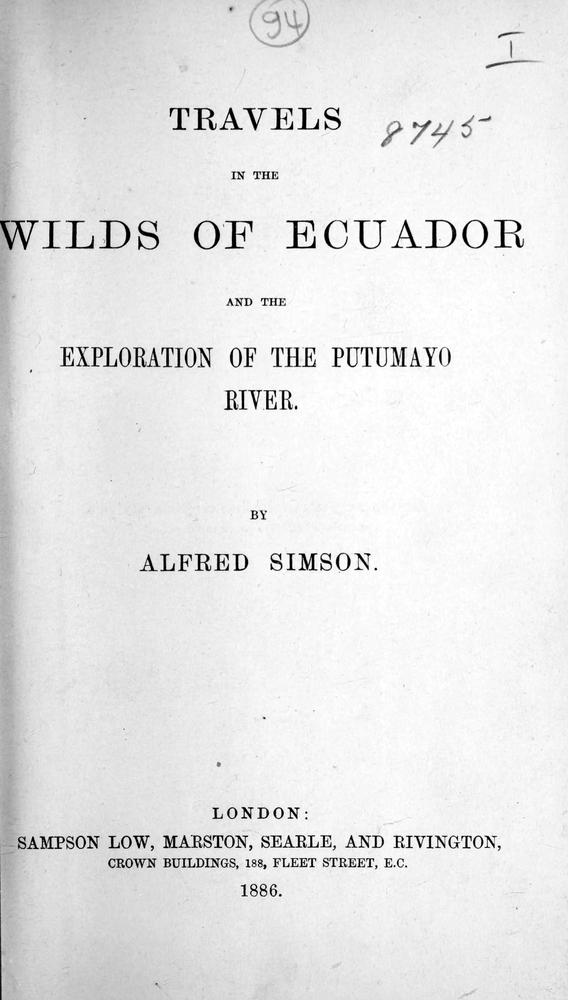 94
I
TRAVELS
8745
IN THE
WILDS OF ECUADOR
AND THE
EXPLORATION OF THE PUTUMAYO
RIVER.
BY
ALFRED SIMSON.
LONDON:
SAMPSON LOW, MARSTON, SEARLE, AND RIVINGTON,
CROWN BUILDINGS, 188, FLEET STREET, E.C.
1886.